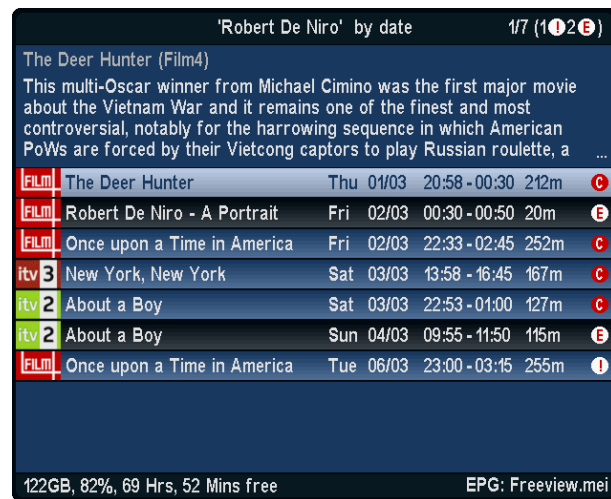 'Robert De Niro' by date 1/7 (1!2E)
The Deer Hunter (Film4)
This multi-Oscar winner from Michael Cimino was the first major movie
about the Vietnam War and it remains one of the finest and most
controversial, notably for the harrowing sequence in which American
PoWs are forced by their Vietcong captors to play Russian roulette, a ...
FILM The Deer Hunter Thu 01/03 20:58 - 00:30 212m C
FILM Robert De Niro - A Portrait Fri 02/03 00:30 - 00:50 20m E
FILM Once upon a Time in America Fri 02/03 22:33 - 02:45 252m C
itv 3 New York, New York Sat 03/03 13:58 - 16:45 167m C
itv 2 About a Boy Sat 03/03 22:53 - 01:00 127m C
itv 2 About a Boy Sun 04/03 09:55 - 11:50 115m E
FILM Once upon a Time in America Tue 06/03 23:00 - 03:15 255m !
122GB, 82%, 69 Hrs, 52 Mins free EPG: Freeview.mei